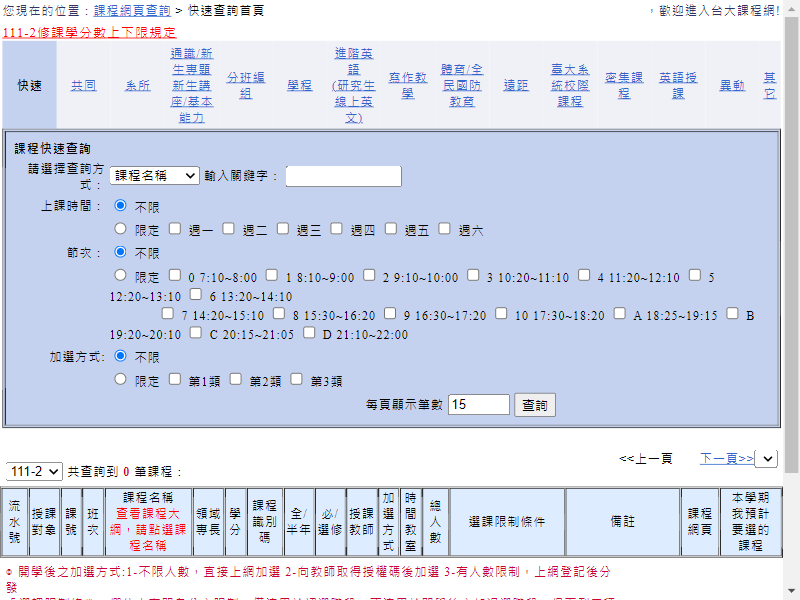 您現在的位置：課程網頁查詢 > 快速查詢首頁
，歡迎進入台大課程網!
111-2修課學分數上下限規定
快速
共同
系所
通識/新
生專題
新生講
座/基本
能力
分班編
組
學程
進階英
語
(研究生
線上英
文)
寫作教
學
體育/全
民國防
教育
遠距
臺大系
統校際
課程
密集課
程
英語授
課
異動
其
它
課程快速查詢
請選擇查詢方
式：
課程名稱
輸入關鍵字：
上課時間：
不限
限定 週一 週二 週三 週四 週五 週六
節次：
不限
限定 0 7:10~8:00 1 8:10~9:00 2 9:10~10:00 3 10:20~11:10 4 11:20~12:10 5
12:20~13:10 6 13:20~14:10
7 14:20~15:10 8 15:30~16:20 9 16:30~17:20 10 17:30~18:20 A 18:25~19:15 B
19:20~20:10 C 20:15~21:05 D 21:10~22:00
加選方式:
不限
限定 第1類 第2類 第3類
每頁顯示筆數 15 查詢
<<上一頁 下一頁>>
111-2 共查詢到 0 筆課程：
流
水
號
授課
對象
課
號
班
次
課程名稱
查看課程大
綱，請點選課
程名稱
領域
專長
學
分
課程
識別
碼
全/
半年
必/
選修
授課
教師
加
選
方
式
時
間
教
室
總
人
數
選課限制條件
備註
課程
網頁
本學期
我預計
要選的
課程
◎ 開學後之加選方式:1-不限人數，直接上網加選 2-向教師取得授權碼後加選 3-有人數限制，上網登記後分
發